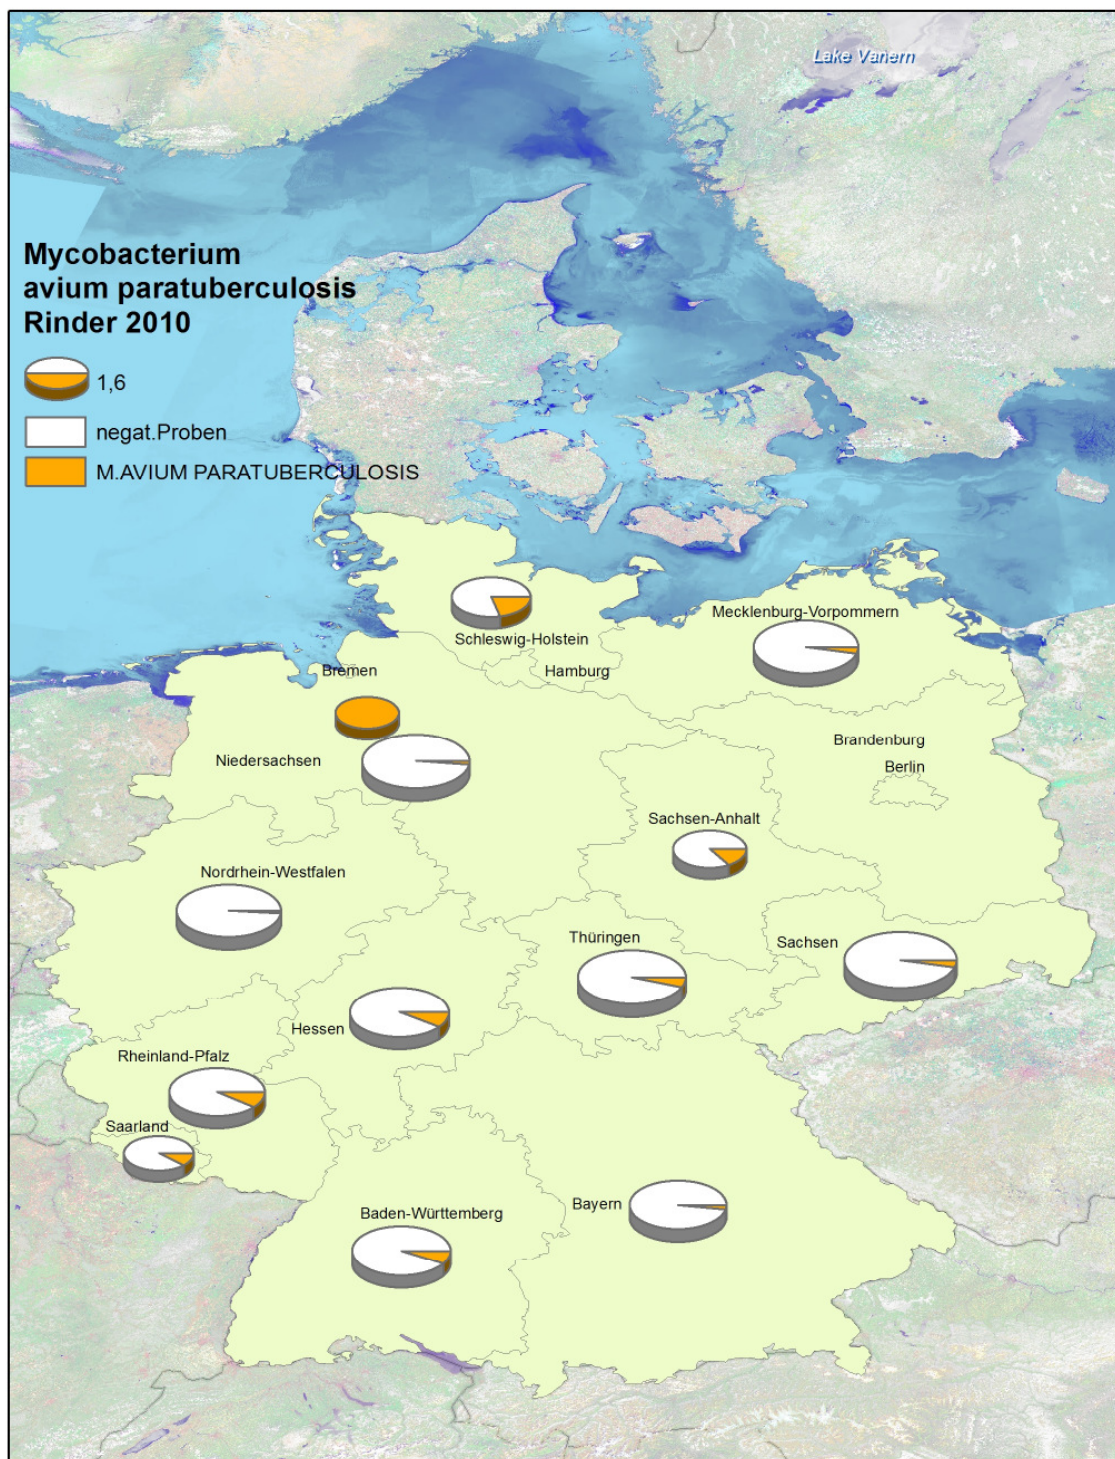 Lake Vanern
Mycobacterium
avium paratuberculosis
Rinder 2010
1,6
negat.Proben
M.AVIUM PARATUBERCULOSIS
Mecklenburg-Vorpommern
Schleswig-Holstein
Bremen
Hamburg
Brandenburg
Niedersachsen
Berlin
Sachsen-Anhalt
Nordrhein-Westfalen
Thüringen
Sachsen
Hessen
Rheinland-Pfalz
Saarland
Bayern
Baden-Württemberg